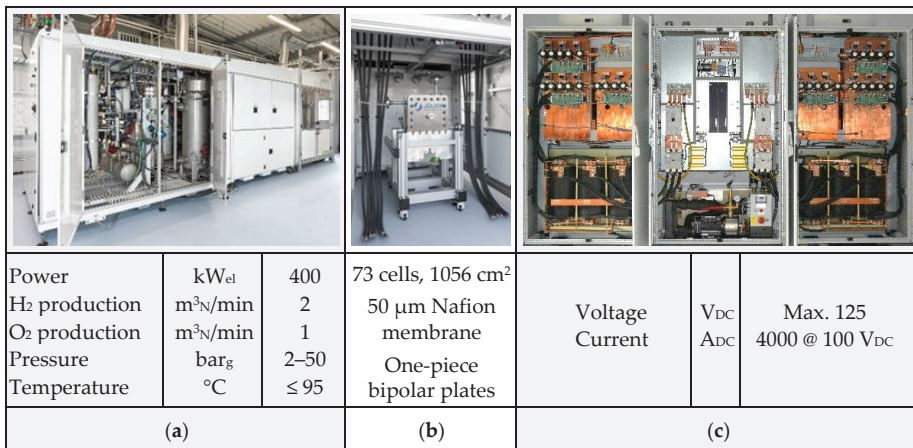 Power kWel 400
H2 production m3N/min 2
O2 production m3N/min 1
Pressure barg 2–50
Temperature °C ≤ 95
73 cells, 1056 cm2
50 µm Nafion
membrane
One-piece
bipolar plates
Voltage VDC Max. 125
Current ADC 4000 @ 100 VDC
(a) (b) (c)